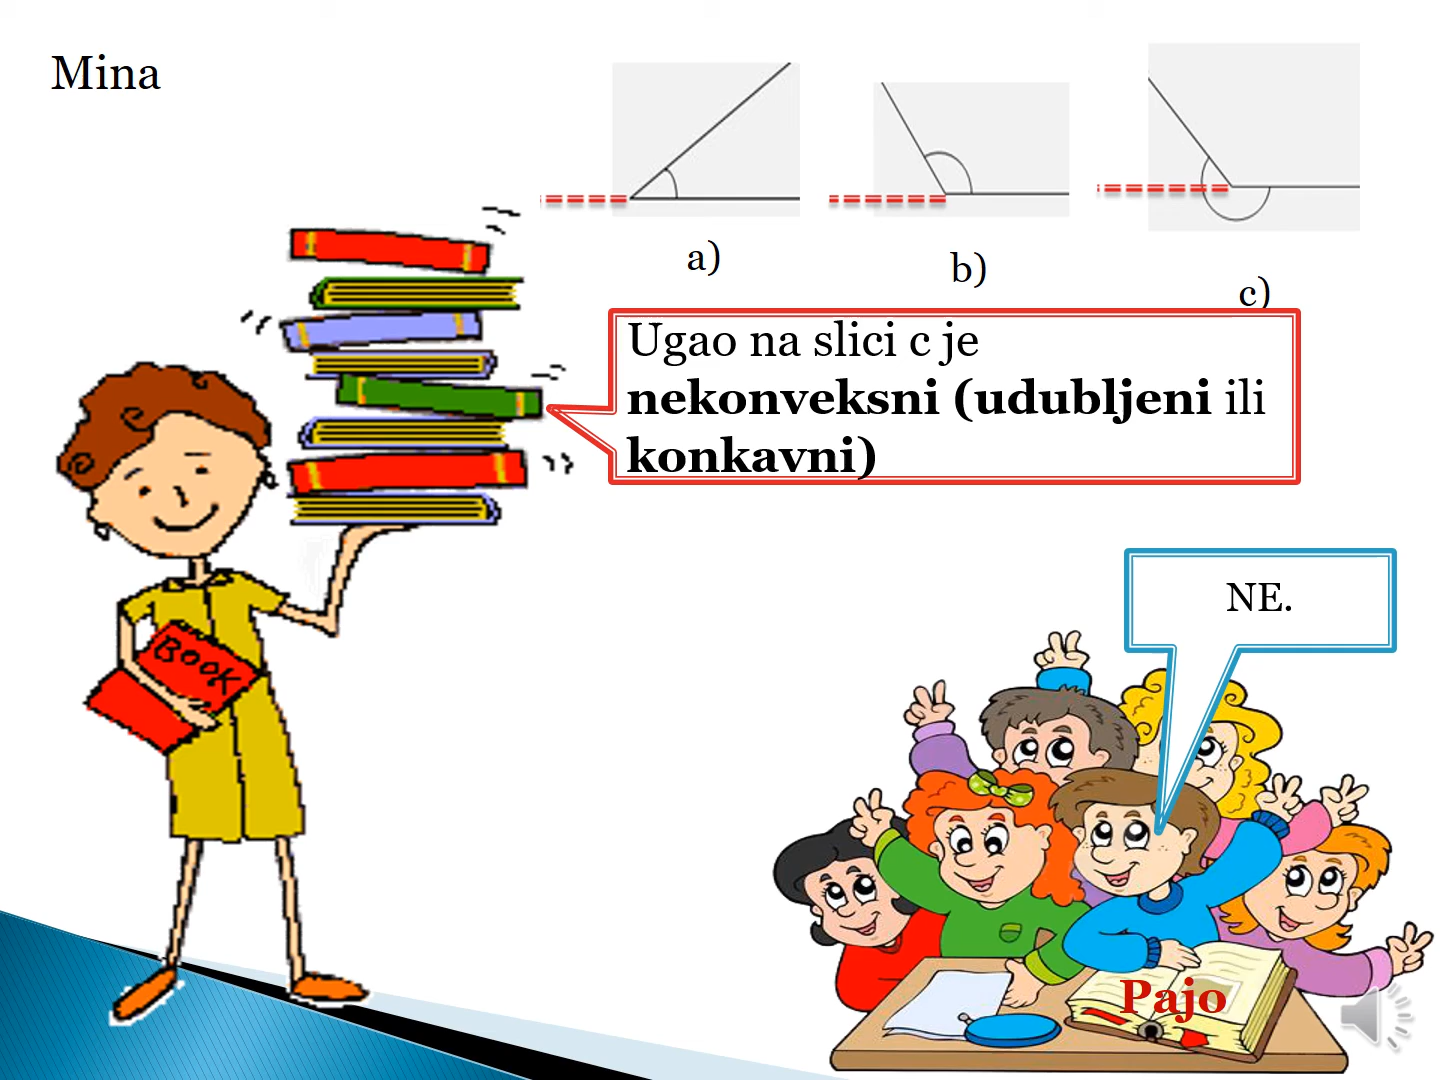 Mina
a)
b)
c)
Ugao na slici c je
nekonveksni (udubljeni ili
konkavni)
NE.
BOOK
Pajo